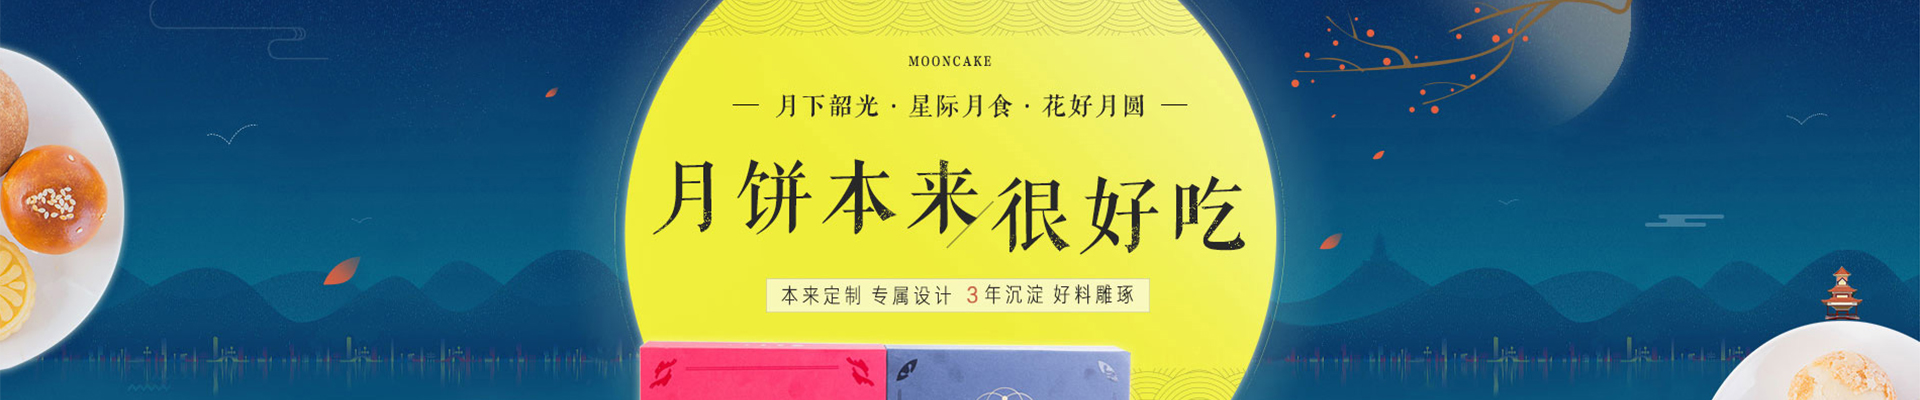 MOONCAKE
— 月下韶光 · 星际月食 · 花好月圆 —
月饼本来/很好吃
本来定制 专属设计 3年沉淀 好料雕琢